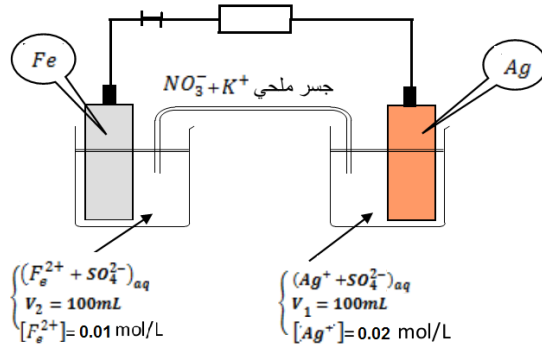 Fe
Ag
جسر ملحي NO₃⁻+K⁺
(Fₑ²⁺ + SO₄²⁻)ₐq
V₂ = 100mL
[Fₑ²⁺]= 0.01 mol/L
(Ag⁺ +SO₄²⁻)ₐq
V₁ = 100mL
[Ag⁺]= 0.02 mol/L